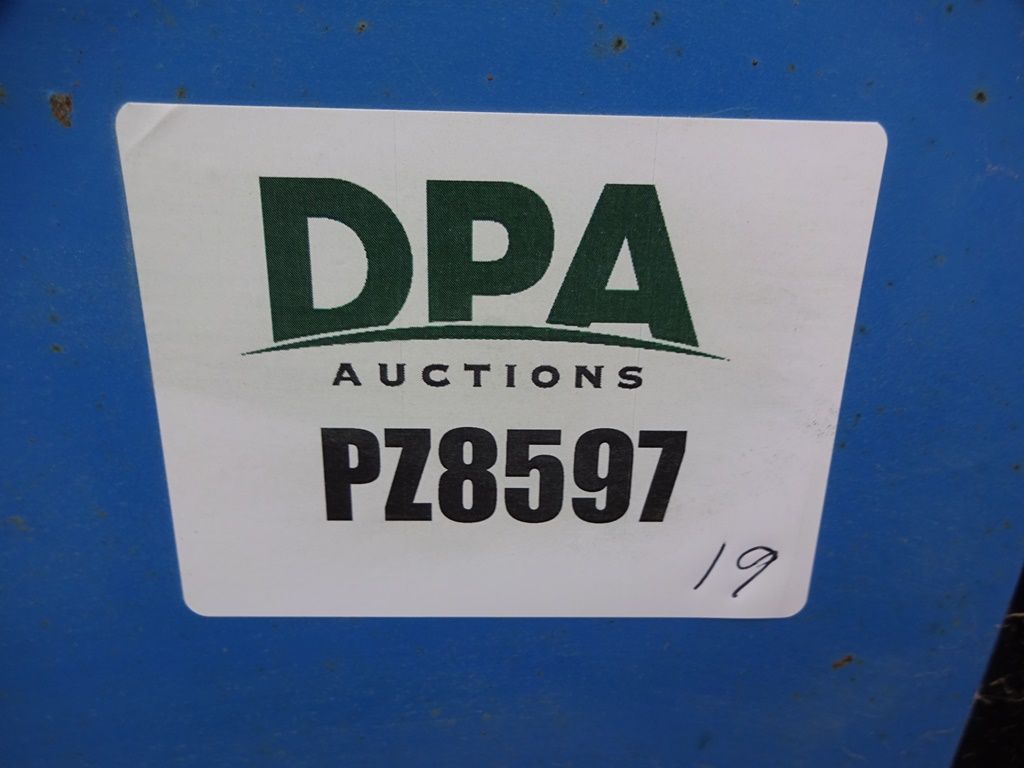 DPA
AUCTIONS
PZ8597
19